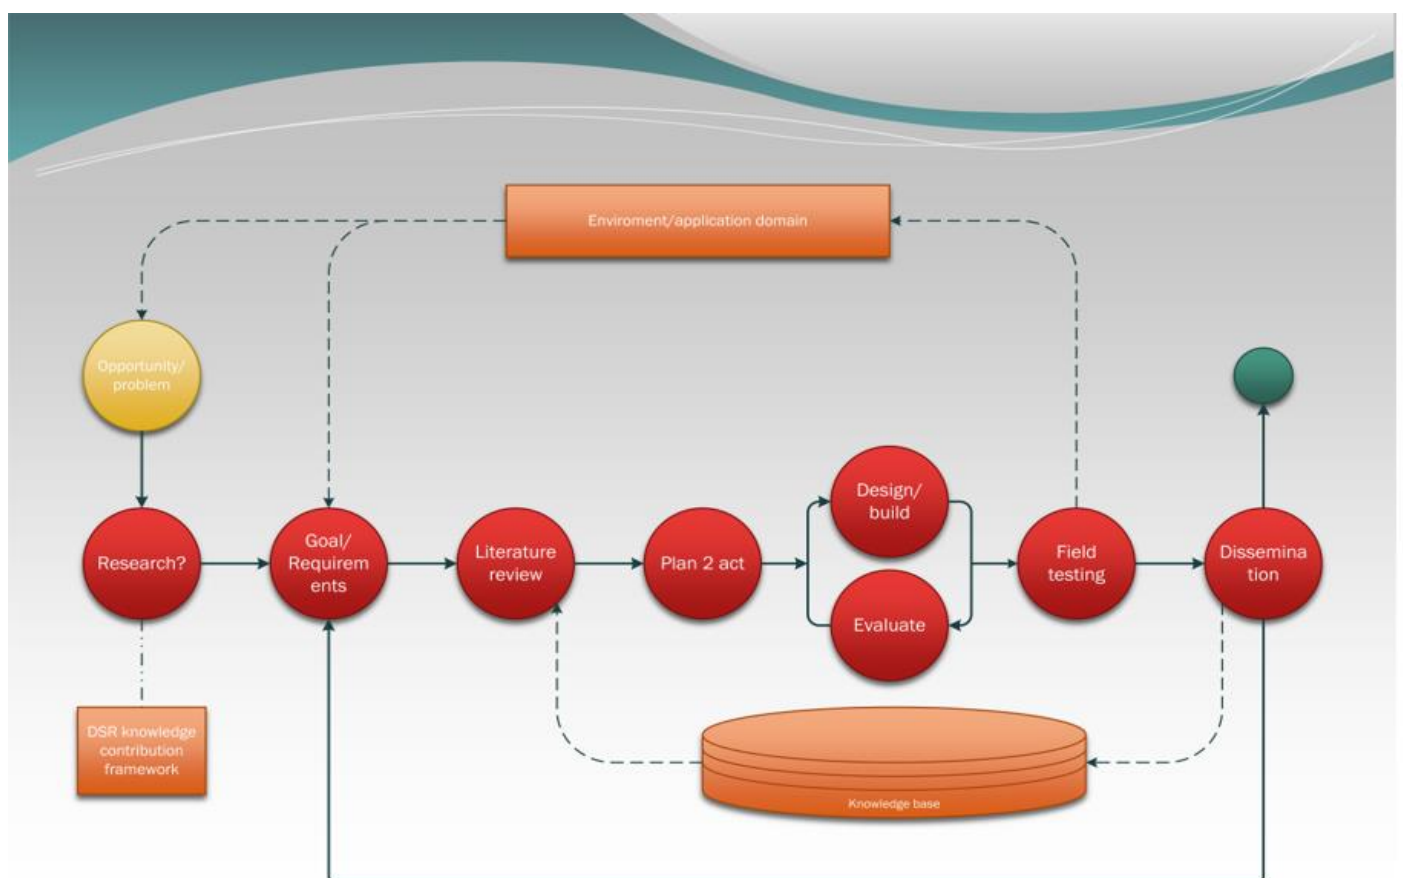 Enviroment/application domain
Opportunity/
problem
Research?
Goal/
Requirem
ents
Literature
review
Plan 2 act
Design/
build
Evaluate
Field
testing
Dissemina
tion
DSR knowledge
contribution
framework
Knowledge base